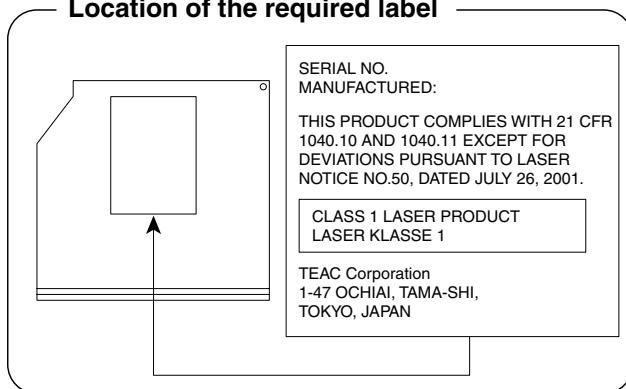 Location of the required label
SERIAL NO.
MANUFACTURED:
THIS PRODUCT COMPLIES WITH 21 CFR
1040.10 AND 1040.11 EXCEPT FOR
DEVIATIONS PURSUANT TO LASER
NOTICE NO.50, DATED JULY 26, 2001.
CLASS 1 LASER PRODUCT
LASER KLASSE 1
TEAC Corporation
1-47 OCHIAI, TAMA-SHI,
TOKYO, JAPAN